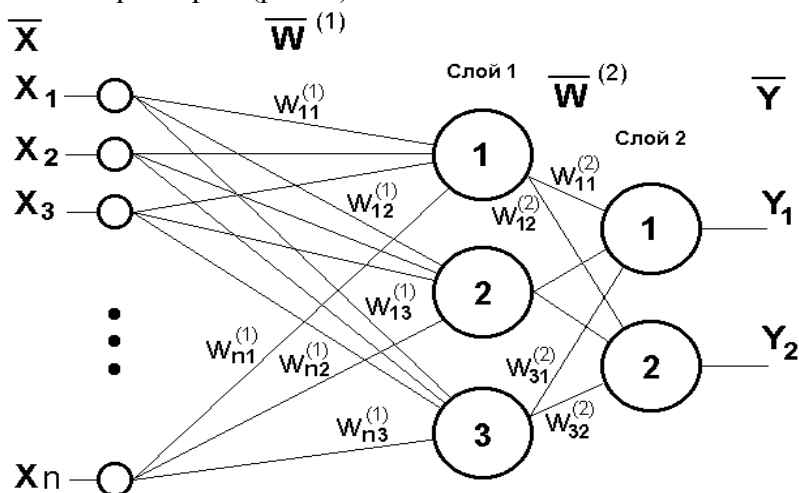 X W (1)
Слой 1
W (2)
Y
X1
W11(1)
Слой 2
X2
1
W11(2)
X3
W12(1)
W12(2)
1
Y1
2
W13(1)
Wn1(1)
Wn2(1)
W31(2)
2
Y2
Wn3(1)
3
W32(2)
Xn